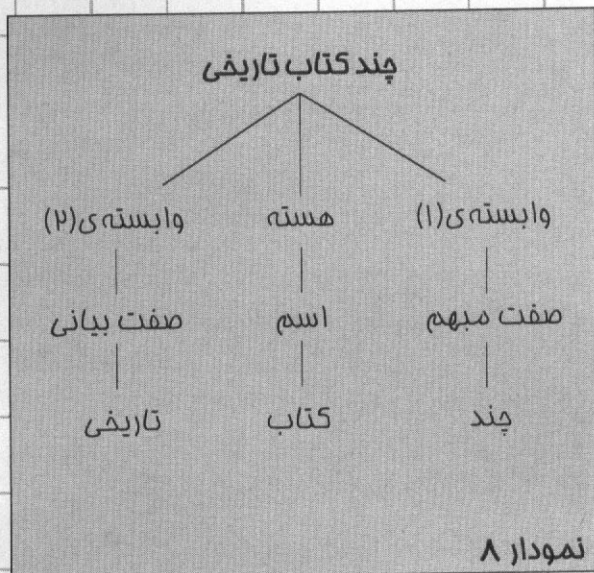 چند کتاب تاریخی
وابسته‌ی (۱) هسته وابسته‌ی (۲)
صفت مبهم اسم صفت بیانی
چند کتاب تاریخی
نمودار ۸